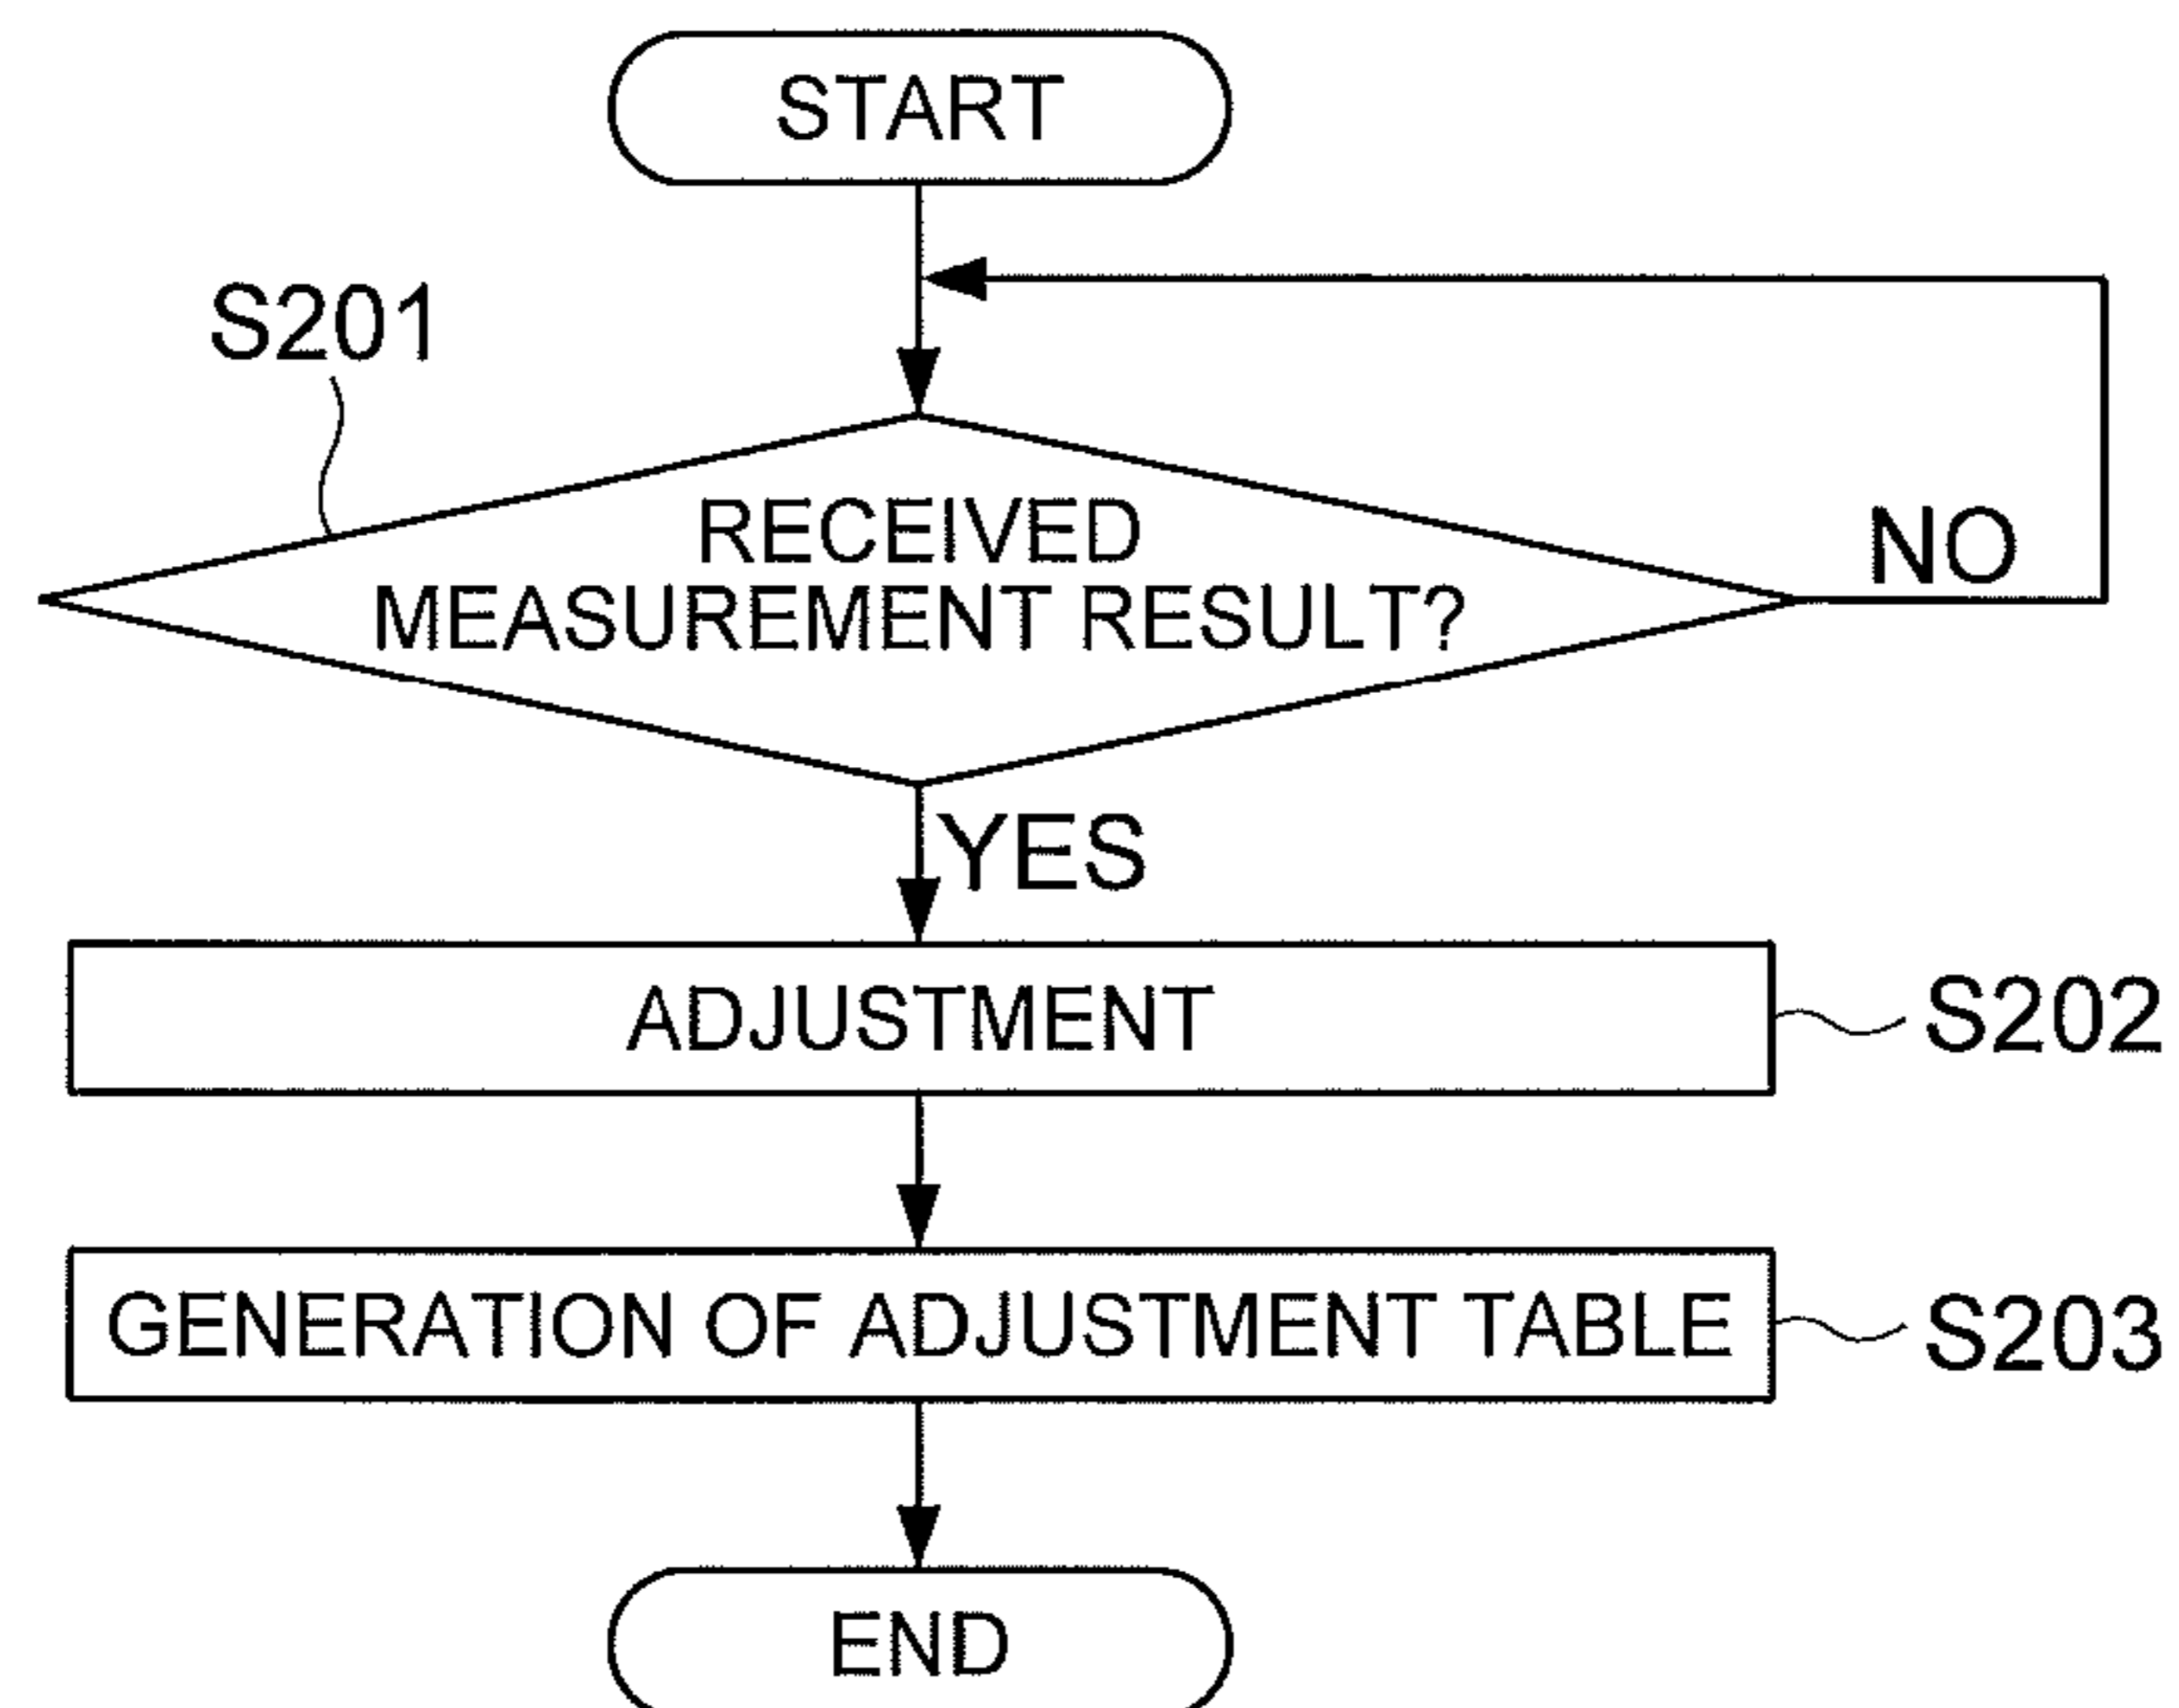 START
S201
RECEIVED
MEASUREMENT RESULT?
NO
YES
ADJUSTMENT
S202
GENERATION OF ADJUSTMENT TABLE
S203
END